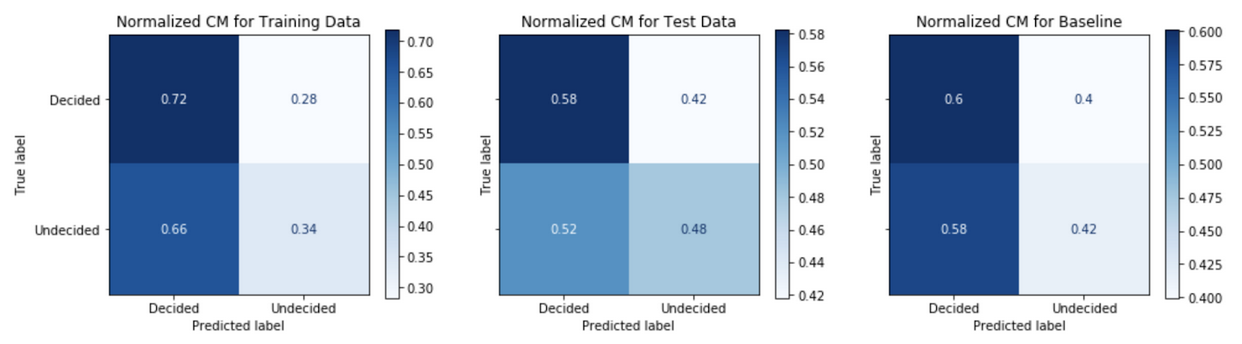 Normalized CM for Training Data
True label
Decided
Undecided
0.72
0.28
0.66
0.34
Decided
Undecided
Predicted label
0.70
0.65
0.60
0.55
0.50
0.45
0.40
0.35
0.30
Normalized CM for Test Data
True label
0.58
0.42
0.52
0.48
Decided
Undecided
Predicted label
0.58
0.56
0.54
0.52
0.50
0.48
0.46
0.44
0.42
Normalized CM for Baseline
True label
0.6
0.4
0.58
0.42
Decided
Undecided
Predicted label
0.600
0.575
0.550
0.525
0.500
0.475
0.450
0.425
0.400